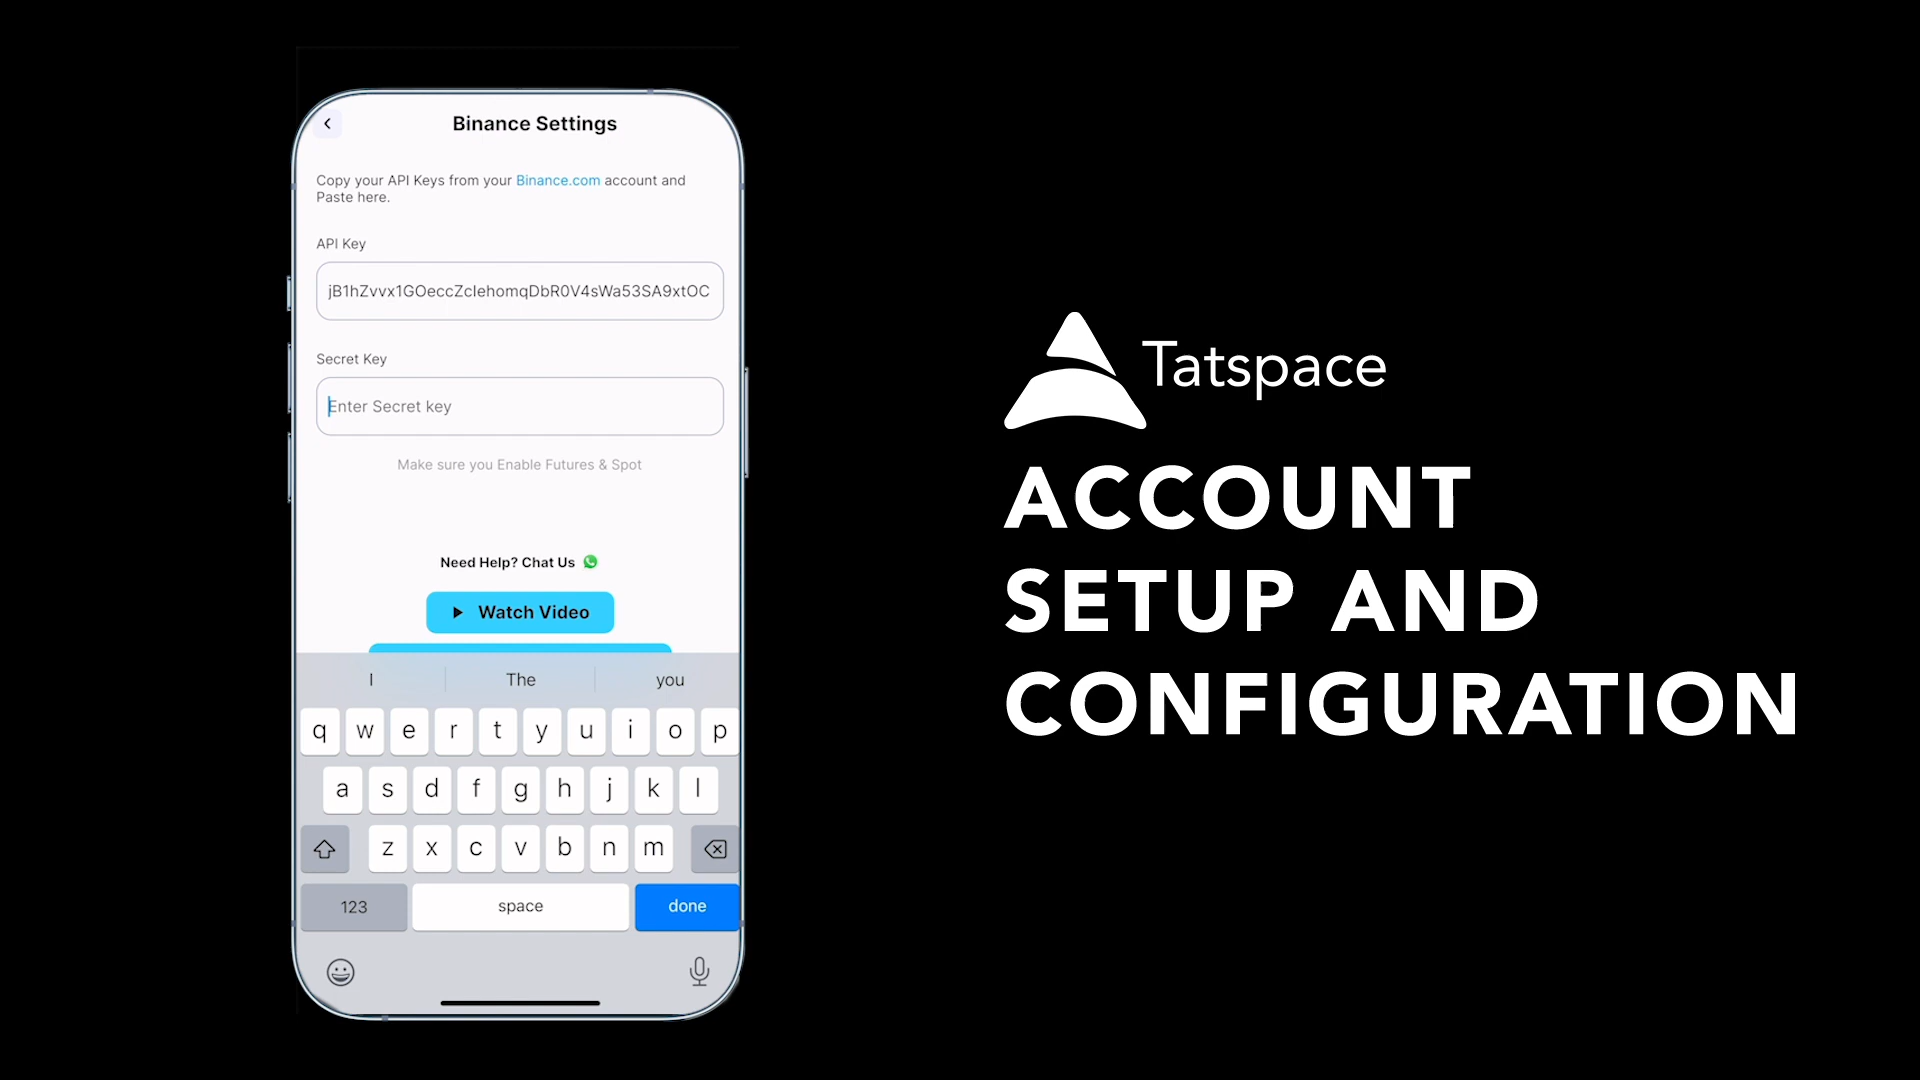 Binance Settings
Copy your API Keys from your Binance.com account and
Paste here.
API Key
jB1hZvvx1GOeccZcIehomqDbR0V4sWa53SA9xtOC
Secret Key
Enter Secret key
Make sure you Enable Futures & Spot
Need Help? Chat Us
Watch Video
I The you
q w e r t y u i o p
a s d f g h j k l
z x c v b n m
123 space done
Tatspace
ACCOUNT
SETUP AND
CONFIGURATION